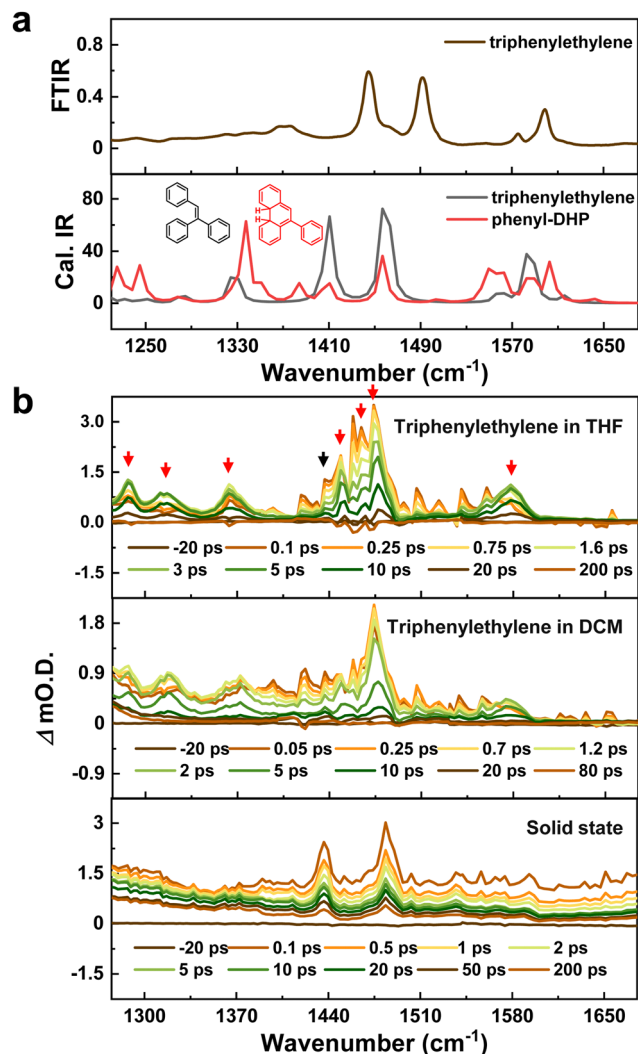 a
FTIR
0.8
0.4
0
triphenylethylene
Cal. IR
80
60
40
20
0
H
H
triphenylethylene
phenyl-DHP
1250 1330 1410 1490 1570 1650
Wavenumber (cm⁻¹)
b
Δ mO.D.
3.0
1.5
0.0
-1.5
Triphenylethylene in THF
-20 ps 0.1 ps 0.25 ps 0.75 ps 1.6 ps
3 ps 5 ps 10 ps 20 ps 200 ps
1.8
0.9
0
-0.9
Triphenylethylene in DCM
-20 ps 0.05 ps 0.25 ps 0.7 ps 1.2 ps
2 ps 5 ps 10 ps 20 ps 80 ps
3
1.5
0
-1.5
Solid state
-20 ps 0.1 ps 0.5 ps 1 ps 2 ps
5 ps 10 ps 20 ps 50 ps 200 ps
1300 1370 1440 1510 1580 1650
Wavenumber (cm⁻¹)